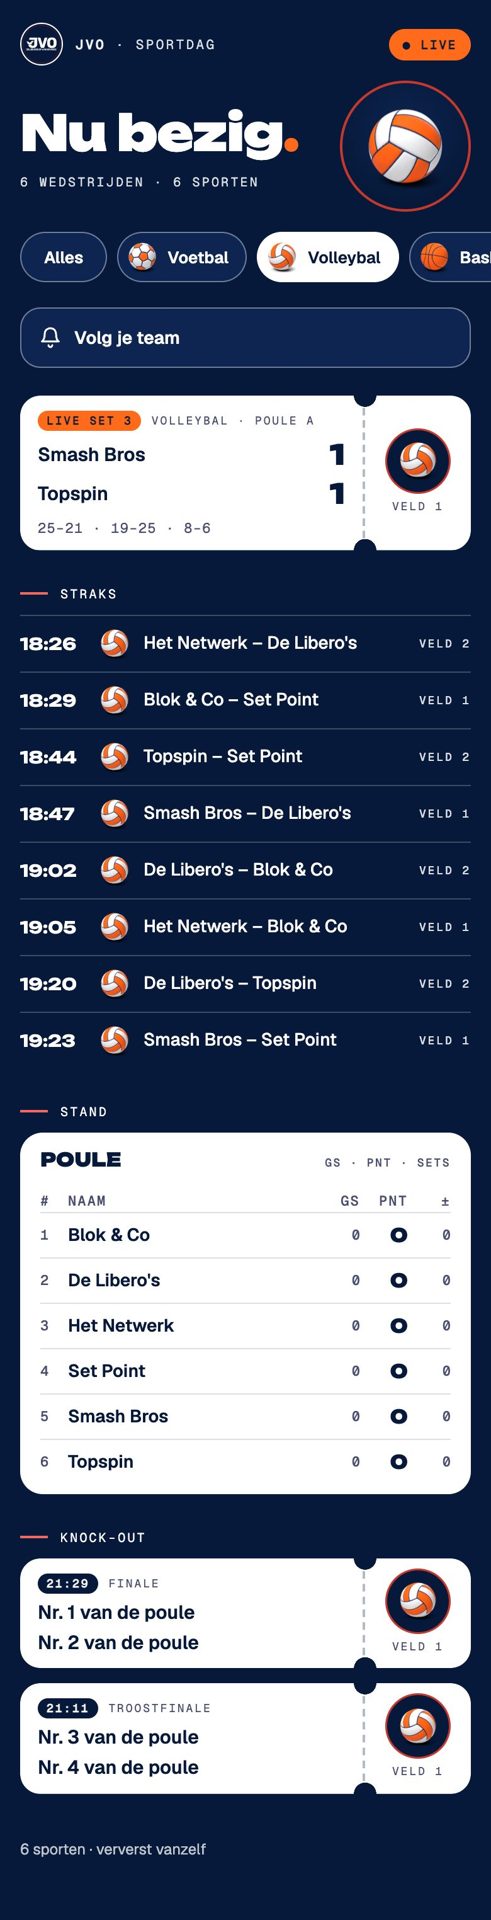 JVO
JVO · SPORTDAG
● LIVE
Nu bezig.
6 WEDSTRIJDEN · 6 SPORTEN
Alles
Voetbal
Volleybal
Bas
Volg je team
LIVE SET 3 VOLLEYBAL · POULE A
Smash Bros 1
Topspin 1
25–21 · 19–25 · 8–6
VELD 1
STRAKS
18:26 Het Netwerk – De Libero's VELD 2
18:29 Blok & Co – Set Point VELD 1
18:44 Topspin – Set Point VELD 2
18:47 Smash Bros – De Libero's VELD 1
19:02 De Libero's – Blok & Co VELD 2
19:05 Het Netwerk – Blok & Co VELD 1
19:20 De Libero's – Topspin VELD 2
19:23 Smash Bros – Set Point VELD 1
STAND
POULE GS · PNT · SETS
# NAAM GS PNT ±
1 Blok & Co 0 0 0
2 De Libero's 0 0 0
3 Het Netwerk 0 0 0
4 Set Point 0 0 0
5 Smash Bros 0 0 0
6 Topspin 0 0 0
KNOCK-OUT
21:29 FINALE
Nr. 1 van de poule
Nr. 2 van de poule
VELD 1
21:11 TROOSTFINALE
Nr. 3 van de poule
Nr. 4 van de poule
VELD 1
6 sporten · ververst vanzelf